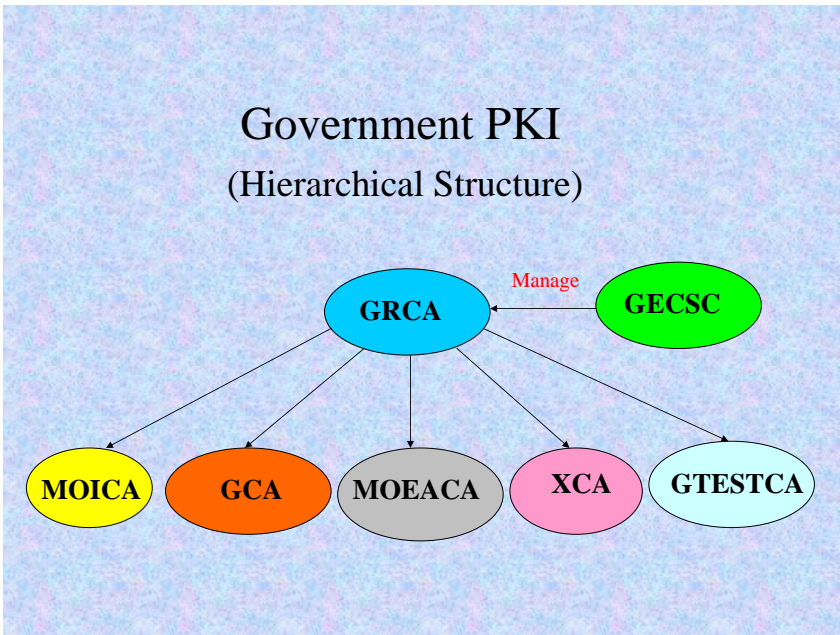 Government PKI
(Hierarchical Structure)
Manage
GRCA
GECSC
MOICA
GCA
MOEACA
XCA
GTESTCA